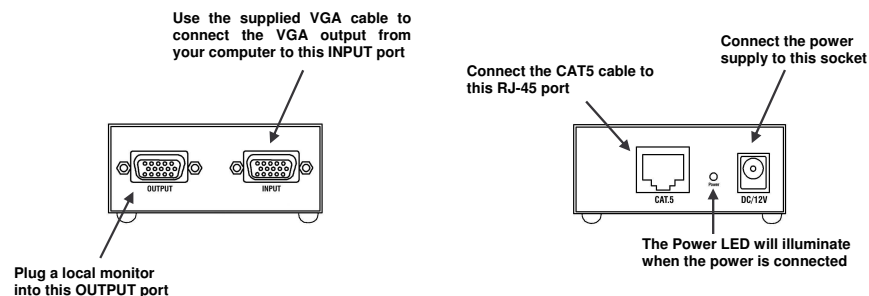 Use the supplied VGA cable to
connect the VGA output from
your computer to this INPUT port
OUTPUT
INPUT
Plug a local monitor
into this OUTPUT port
Connect the CAT5 cable to
this RJ-45 port
Connect the power
supply to this socket
CAT.5
Power
DC/12V
The Power LED will illuminate
when the power is connected